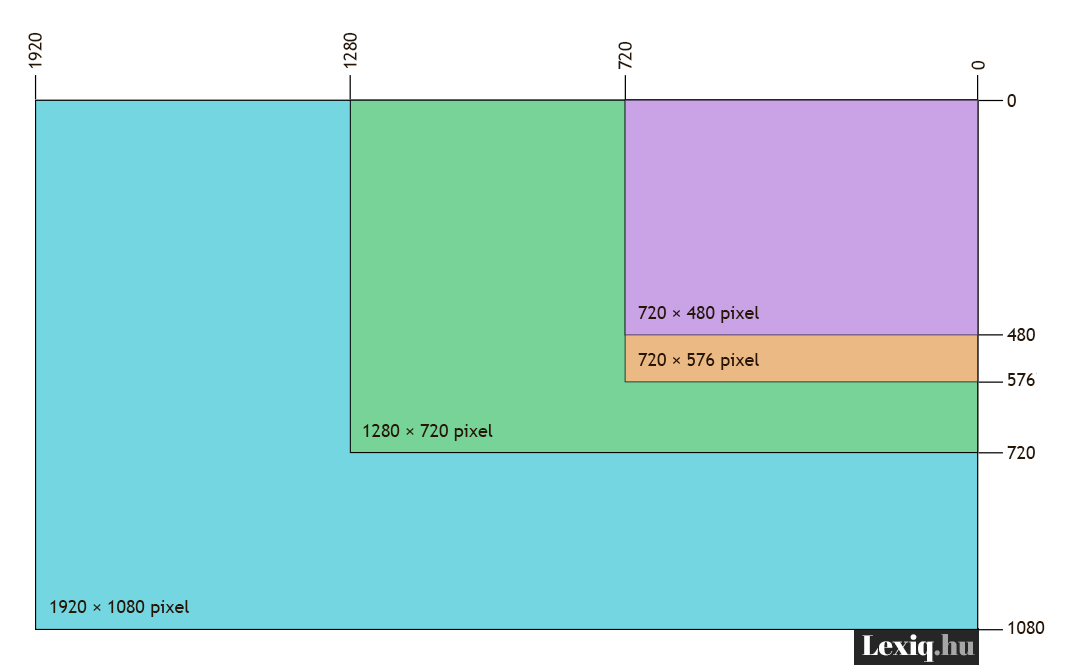 1920
1280
720
0
0
720 × 480 pixel
480
720 × 576 pixel
576
1280 × 720 pixel
720
1920 × 1080 pixel
1080
Lexiq.hu